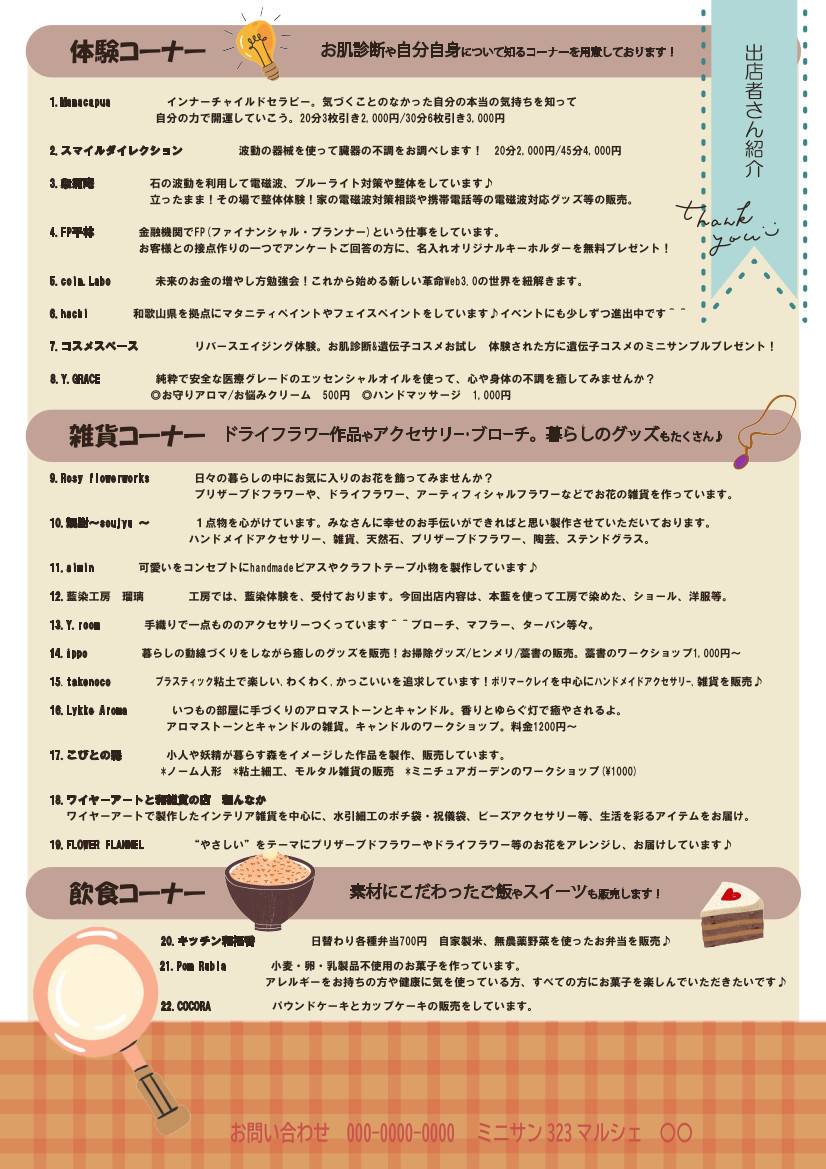 体験コーナー
お肌診断や自分自身について知るコーナーを用意しております！
出店者さん紹介
thank
you
1.Manacapua　インナーチャイルドセラピー。気づくことのなかった自分の本当の気持ちを知って
自分の力で開運していこう。20分3枚引き2,000円/30分6枚引き3,000円
2.スマイルダイレクション　波動の器械を使って臓器の不調をお調べします！　20分2,000円/45分4,000円
3.　石の波動を利用して電磁波、ブルーライト対策や整体をしています♪
立ったまま！その場で整体体験！家の電磁波対策相談や携帯電話等の電磁波対応グッズ等の販売。
4.FP平林　金融機関でFP(ファイナンシャル・プランナー)という仕事をしています。
お客様との接点作りの一つでアンケートご回答の方に、名入れオリジナルキーホルダーを無料プレゼント！
5.coin.Labo　未来のお金の増やし方勉強会！これから始める新しい革命Web3.0の世界を紐解きます。
6.hachi　和歌山県を拠点にマタニティペイントやフェイスペイントをしています♪イベントにも少しずつ進出中です＾＾
7.コスメスペース　リバースエイジング体験。お肌診断&遺伝子コスメお試し　体験された方に遺伝子コスメのミニサンプルプレゼント！
8.Y.GRACE　純粋で安全な医療グレードのエッセンシャルオイルを使って、心や身体の不調を癒してみませんか？
◎お守りアロマ/お悩みクリーム　500円　◎ハンドマッサージ　1,000円
雑貨コーナー　ドライフラワー作品やアクセサリー・ブローチ。暮らしのグッズもたくさん♪
9.Rosy flowerworks　日々の暮らしの中にお気に入りのお花を飾ってみませんか？
プリザーブドフラワーや、ドライフラワー、アーティフィシャルフラワーなどでお花の雑貨を作っています。
10.　～soujyu ～　１点物を心がけています。みなさんに幸せのお手伝いができればと思い製作させていただいております。
ハンドメイドアクセサリー、雑貨、天然石、プリザーブドフラワー、陶芸、ステンドグラス。
11.aimin　可愛いをコンセプトにhandmadeピアスやクラフトテープ小物を製作しています♪
12.藍染工房　瑠璃　工房では、藍染体験を、受付ております。今回出店内容は、本藍を使って工房で染めた、ショール、洋服等。
13.Y.room　手織りで一点もののアクセサリーつくっています＾＾ブローチ、マフラー、ターバン等々。
14.ippo　暮らしの動線づくりをしながら癒しのグッズを販売！お掃除グッズ/ヒンメリ/藁書の販売。藁書のワークショップ1,000円～
15.takenoco　プラスティック粘土で楽しい、わくわく、かっこいいを追求しています！ポリマークレイを中心にハンドメイドアクセサリー、雑貨を販売♪
16.Lykke Aroma　いつもの部屋に手づくりのアロマストーンとキャンドル。香りとゆらぐ灯で癒やされるよ。
アロマストーンとキャンドルの雑貨。キャンドルのワークショップ。料金1200円～
17.こびとの　小人や妖精が暮らす森をイメージした作品を製作、販売しています。
*ノーム人形　*粘土細工、モルタル雑貨の販売　*ミニチュアガーデンのワークショップ(¥1000)
18.ワイヤーアートと和雑貨の店　んなか
ワイヤーアートで製作したインテリア雑貨を中心に、水引細工のポチ袋・祝儀袋、ビーズアクセサリー等、生活を彩るアイテムをお届け。
19.FLOWER FLANNEL　“やさしい”をテーマにプリザーブドフラワーやドライフラワー等のお花をアレンジし、お届けしています♪
飲食コーナー　素材にこだわったご飯やスイーツも販売します！
20.キッチン　日替わり各種弁当700円　自家製米、無農薬野菜を使ったお弁当を販売♪
21.Pom Rubia　小麦・卵・乳製品不使用のお菓子を作っています。
アレルギーをお持ちの方や健康に気を使っている方、すべての方にお菓子を楽しんでいただきたいです♪
22.COCORA　パウンドケーキとカップケーキの販売をしています。
お問い合わせ　000-0000-0000　ミニサン323マルシェ　〇〇